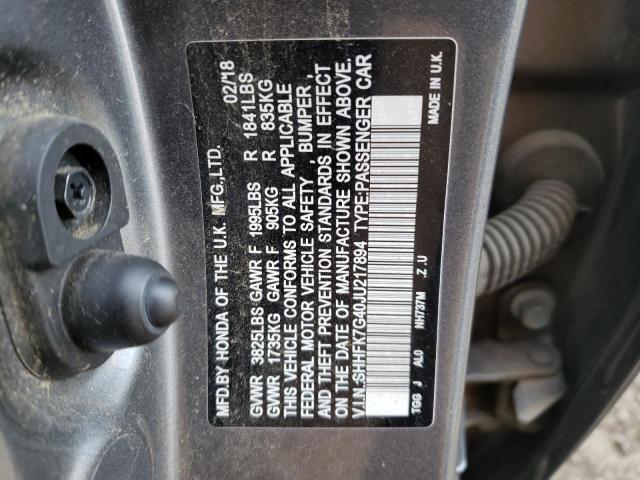 MFD.BY HONDA OF THE U.K. MFG.,LTD. 02/18
GVWR 3825LBS GAWR F 1995LBS R 1841LBS
GVWR 1735KG GAWR F 905KG R 835KG
THIS VEHICLE CONFORMS TO ALL APPLICABLE
FEDERAL MOTOR VEHICLE SAFETY , BUMPER ,
AND THEFT PREVENTION STANDARDS IN EFFECT
ON THE DATE OF MANUFACTURE SHOWN ABOVE.
V.I.N.:SHHFK7G40JU217894 TYPE:PASSENGER CAR
TGG J AL0 NH737M .Z.U MADE IN U.K.